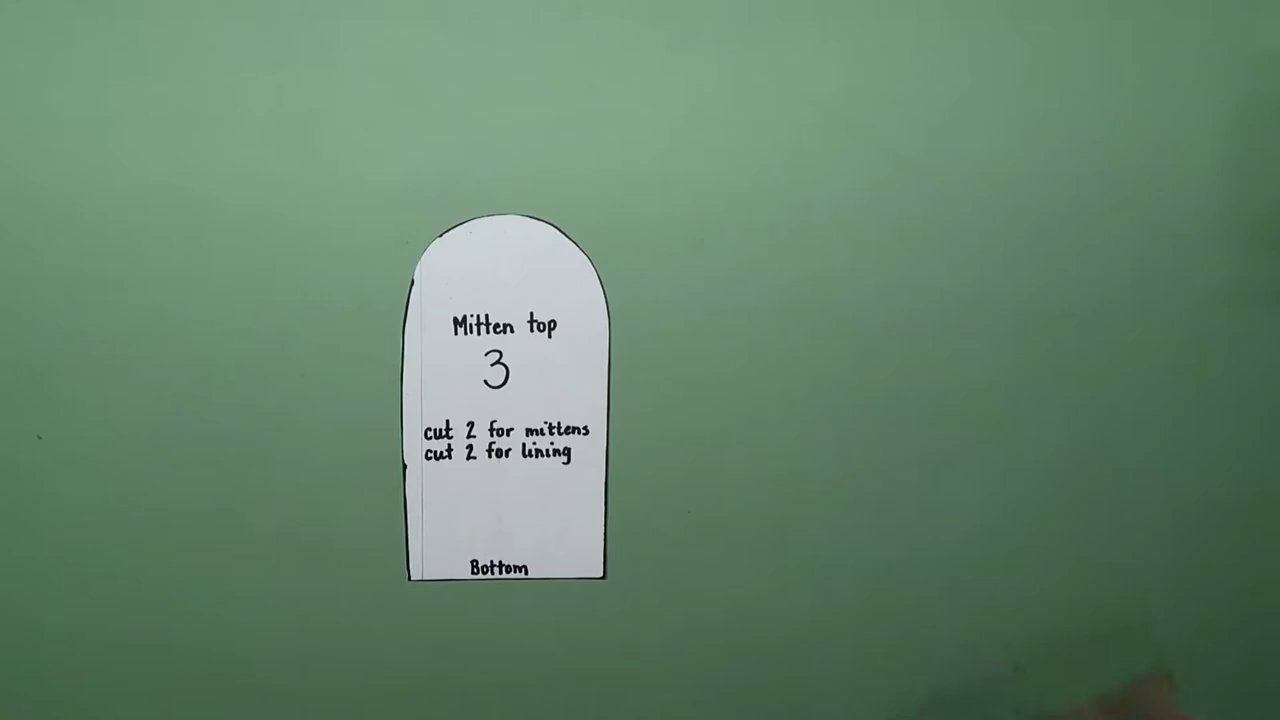 Mitten top
3
cut 2 for mittens
cut 2 for lining
Bottom